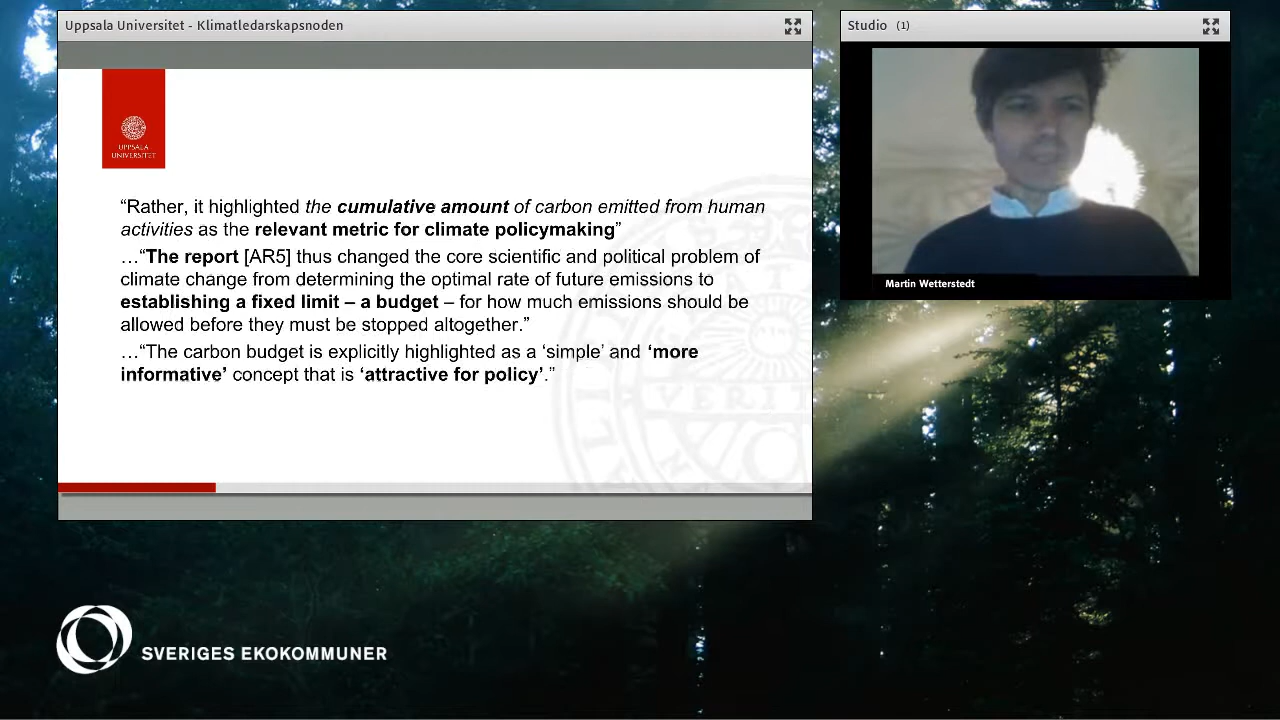 Uppsala Universitet - Klimatledarskapsnoden
Studio (1)
UPPSALA
UNIVERSITET
“Rather, it highlighted the cumulative amount of carbon emitted from human
activities as the relevant metric for climate policymaking”
…“The report [AR5] thus changed the core scientific and political problem of
climate change from determining the optimal rate of future emissions to
establishing a fixed limit – a budget – for how much emissions should be
allowed before they must be stopped altogether.”
…“The carbon budget is explicitly highlighted as a ‘simple’ and ‘more
informative’ concept that is ‘attractive for policy’.”
Martin Wetterstedt
SVERIGES EKOKOMMUNER